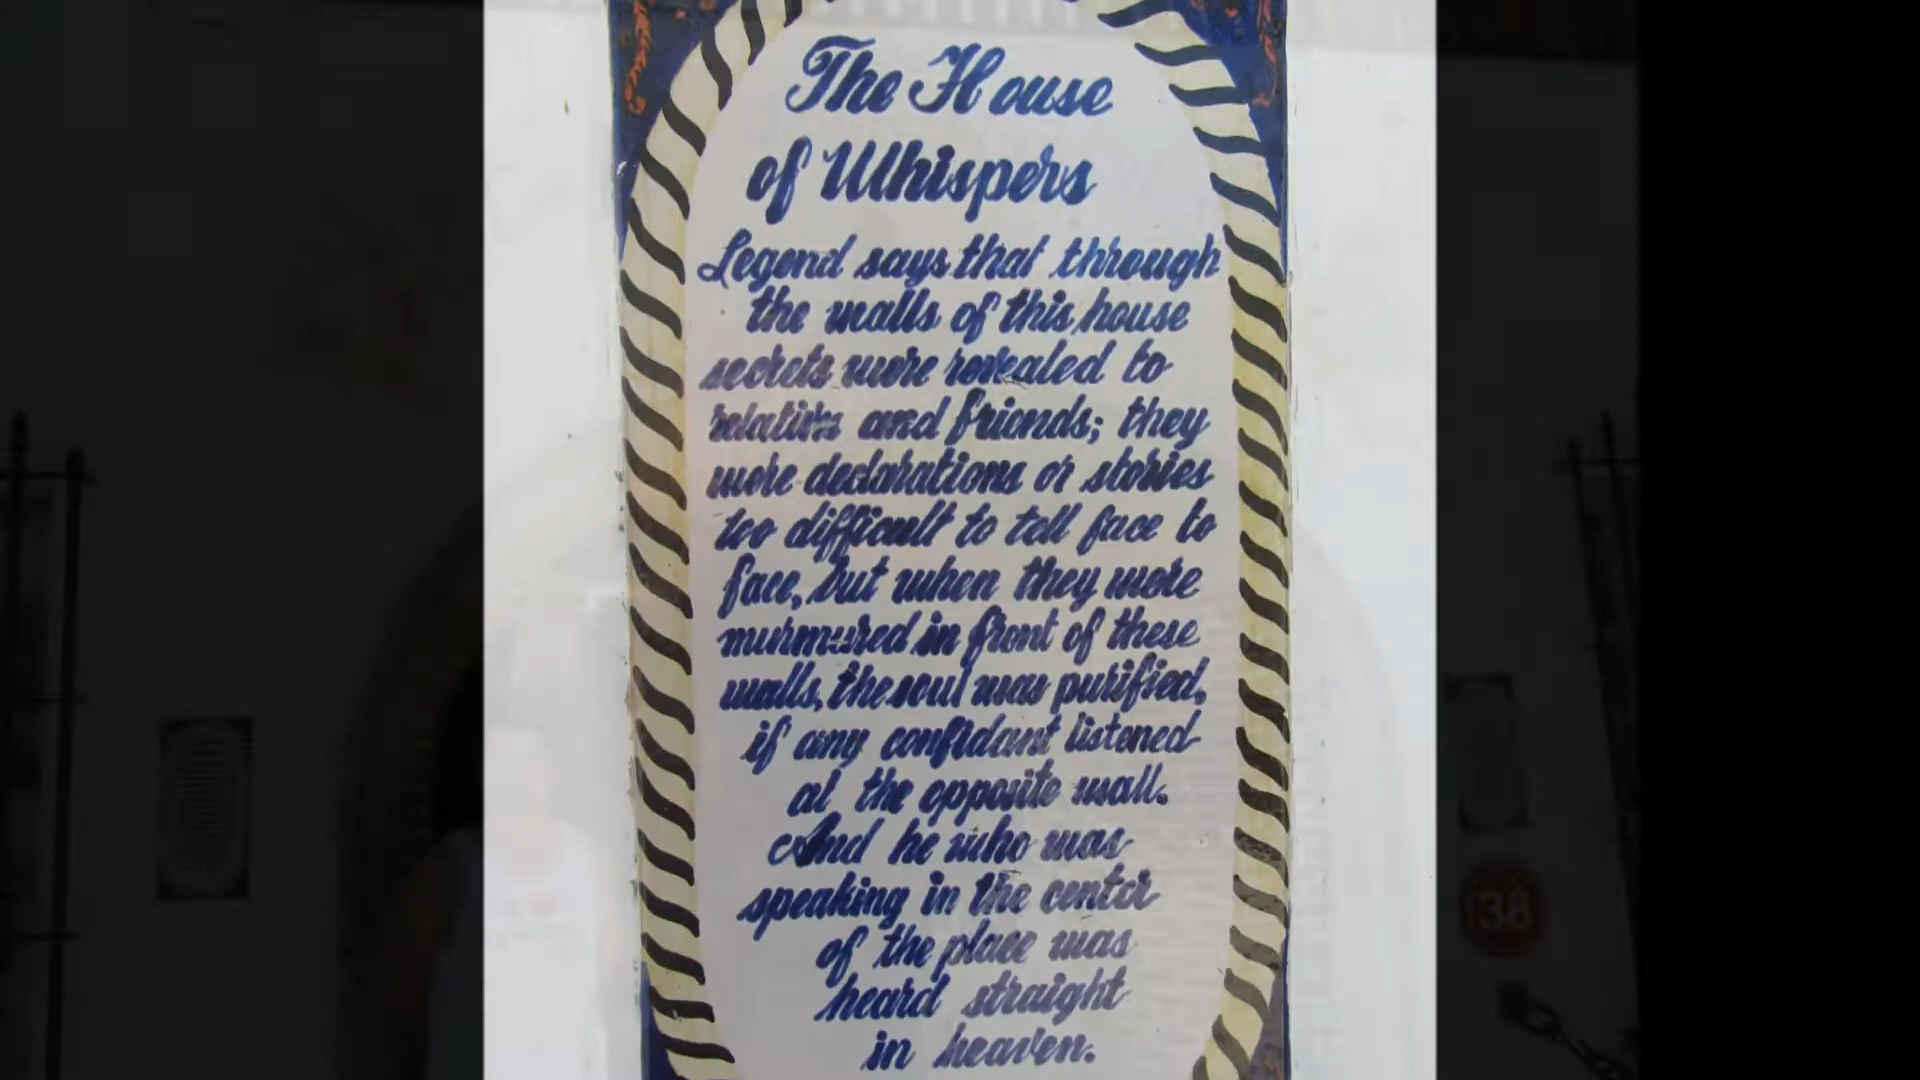 The House
of Whispers
Legend says that through
the walls of this house
secrets were revealed to
relative and friends; they
were declarations or stories
too difficult to tell face to
face, but when they were
murmured in front of these
walls, the soul was purified,
if any confidant listened
at the opposite wall.
And he who was
speaking in the center
of the place was
heard straight
in heaven.
138